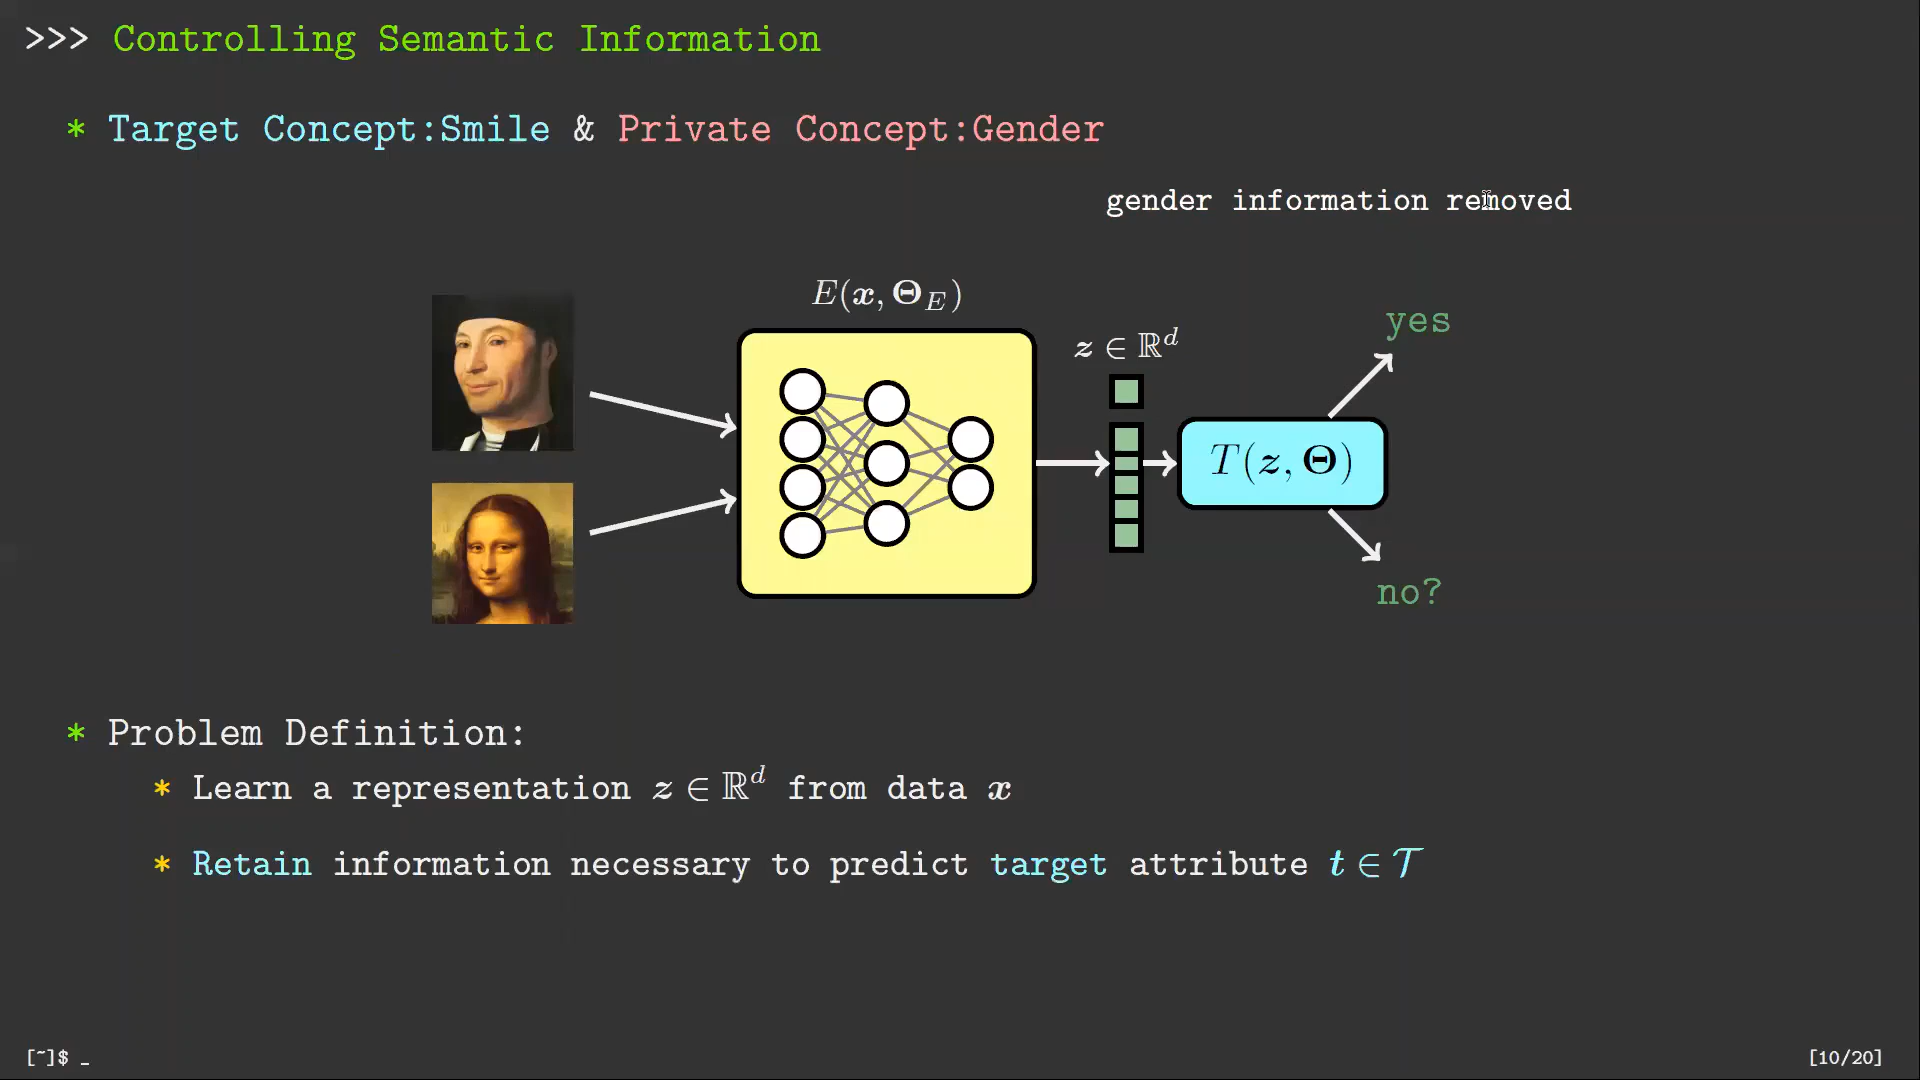 >>> Controlling Semantic Information
* Target Concept:Smile & Private Concept:Gender
gender information removed
E(x, Θ_E)
z ∈ ℝ^d
yes
T(z, Θ)
no?
* Problem Definition:
* Learn a representation z ∈ ℝ^d from data x
* Retain information necessary to predict target attribute t ∈ 𝒯
[~]$ _
[10/20]